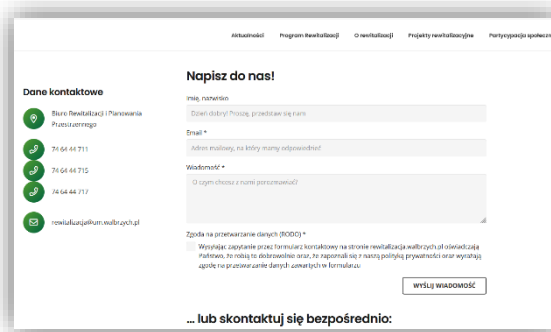 Aktualności Program Rewitalizacji O rewitalizacji Projekty rewitalizacyjne Partycypacja społeczn
Napisz do nas!
Dane kontaktowe
Biuro Rewitalizacji i Planowania
Przestrzennego
74 64 44 711
74 64 44 715
74 64 44 717
rewitalizacja@um.walbrzych.pl
Imię, nazwisko
Dzień dobry! Proszę, przedstaw się nam
Email *
Adres mailowy, na który mamy odpowiedzieć
Wiadomość *
O czym chcesz z nami porozmawiać?
Zgoda na przetwarzanie danych (RODO) *
Wysyłając zapytanie przez formularz kontaktowy na stronie rewitalizacja.walbrzych.pl oświadczają
Państwo, że robią to dobrowolnie oraz, że zapoznali się z naszą polityką prywatności oraz wyrażają
zgodę na przetwarzanie danych zawartych w formularzu
WYŚLIJ WIADOMOŚĆ
... lub skontaktuj się bezpośrednio: